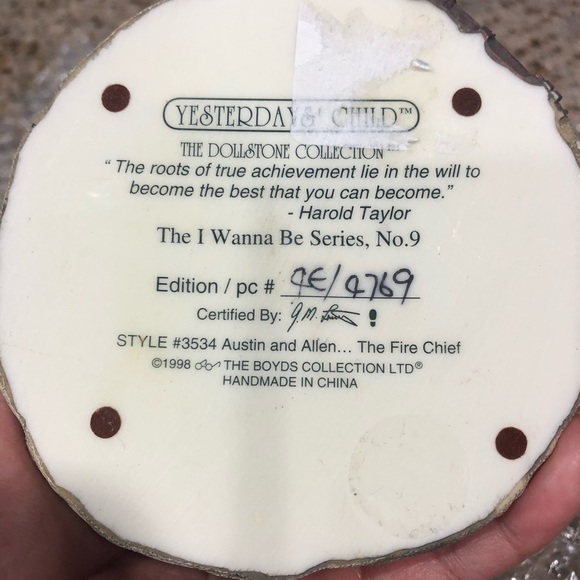 YESTERDAYS' CHILD™
THE DOLLSTONE COLLECTION™
“ The roots of true achievement lie in the will to
become the best that you can become.”
- Harold Taylor
The I Wanna Be Series, No.9
Edition / pc # 9E/4769
Certified By:
STYLE #3534 Austin and Allen... The Fire Chief
©1998 THE BOYDS COLLECTION LTD®
HANDMADE IN CHINA